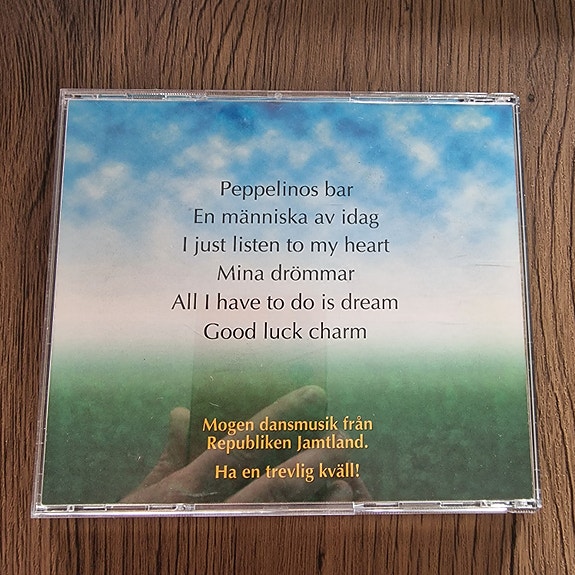 Peppelinos bar
En människa av idag
I just listen to my heart
Mina drömmar
All I have to do is dream
Good luck charm
Mogen dansmusik från
Republiken Jamtland.
Ha en trevlig kväll!